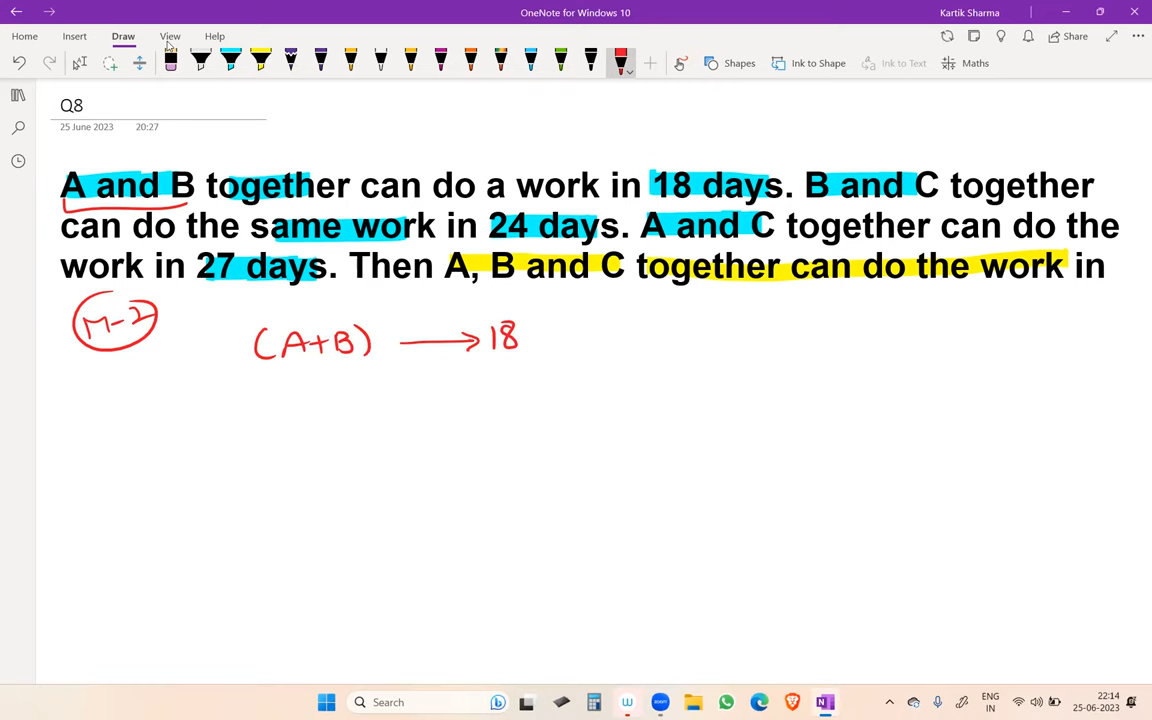 OneNote for Windows 10
Kartik Sharma
Home Insert Draw View Help
Share
Shapes Ink to Shape Ink to Text Maths
Q8
25 June 2023 20:27
A and B together can do a work in 18 days. B and C together
can do the same work in 24 days. A and C together can do the
work in 27 days. Then A, B and C together can do the work in
M-2
(A+B) → 18
Search
ENG
IN
22:14
25-06-2023